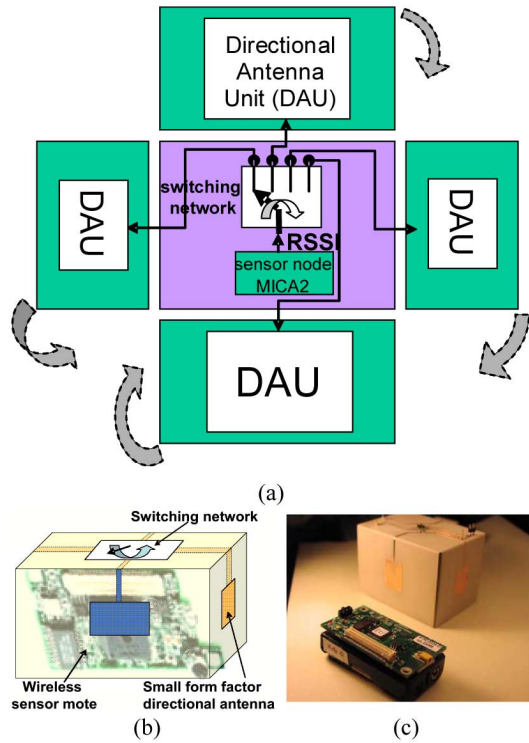 Directional
Antenna
Unit (DAU)
DAU
switching
network
RSSI
sensor node
MICA2
DAU
DAU
(a)
Switching network
Wireless
sensor mote
Small form factor
directional antenna
(b)
(c)